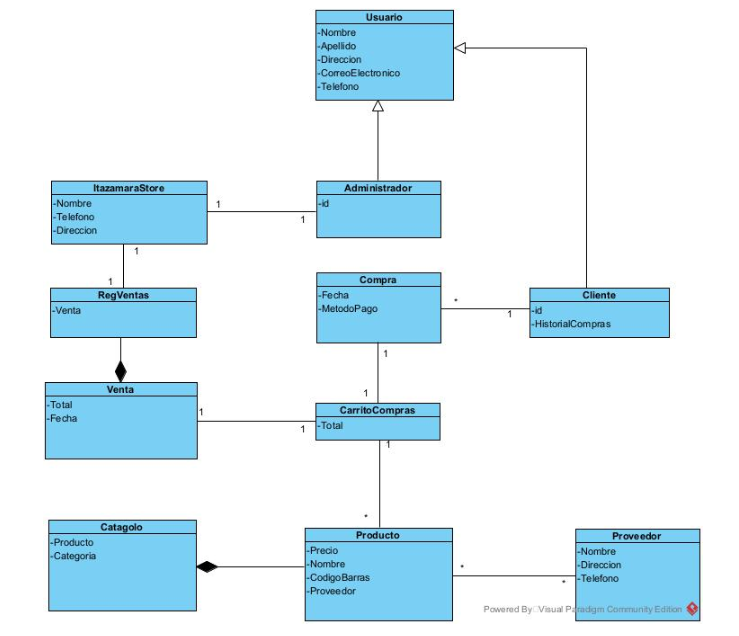 Usuario
-Nombre
-Apellido
-Direccion
-CorreoElectronico
-Telefono
ItazamaraStore
-Nombre
-Telefono
-Direccion
1
1
Administrador
-id
1
1
RegVentas
-Venta
Compra
-Fecha
-MetodoPago
*
1
Cliente
-id
-HistorialCompras
1
1
Venta
-Total
-Fecha
1
1
CarritoCompras
-Total
1
*
Catagolo
-Producto
-Categoria
Producto
-Precio
-Nombre
-CodigoBarras
-Proveedor
*
*
Proveedor
-Nombre
-Direccion
-Telefono
Powered By Visual Paradigm Community Edition